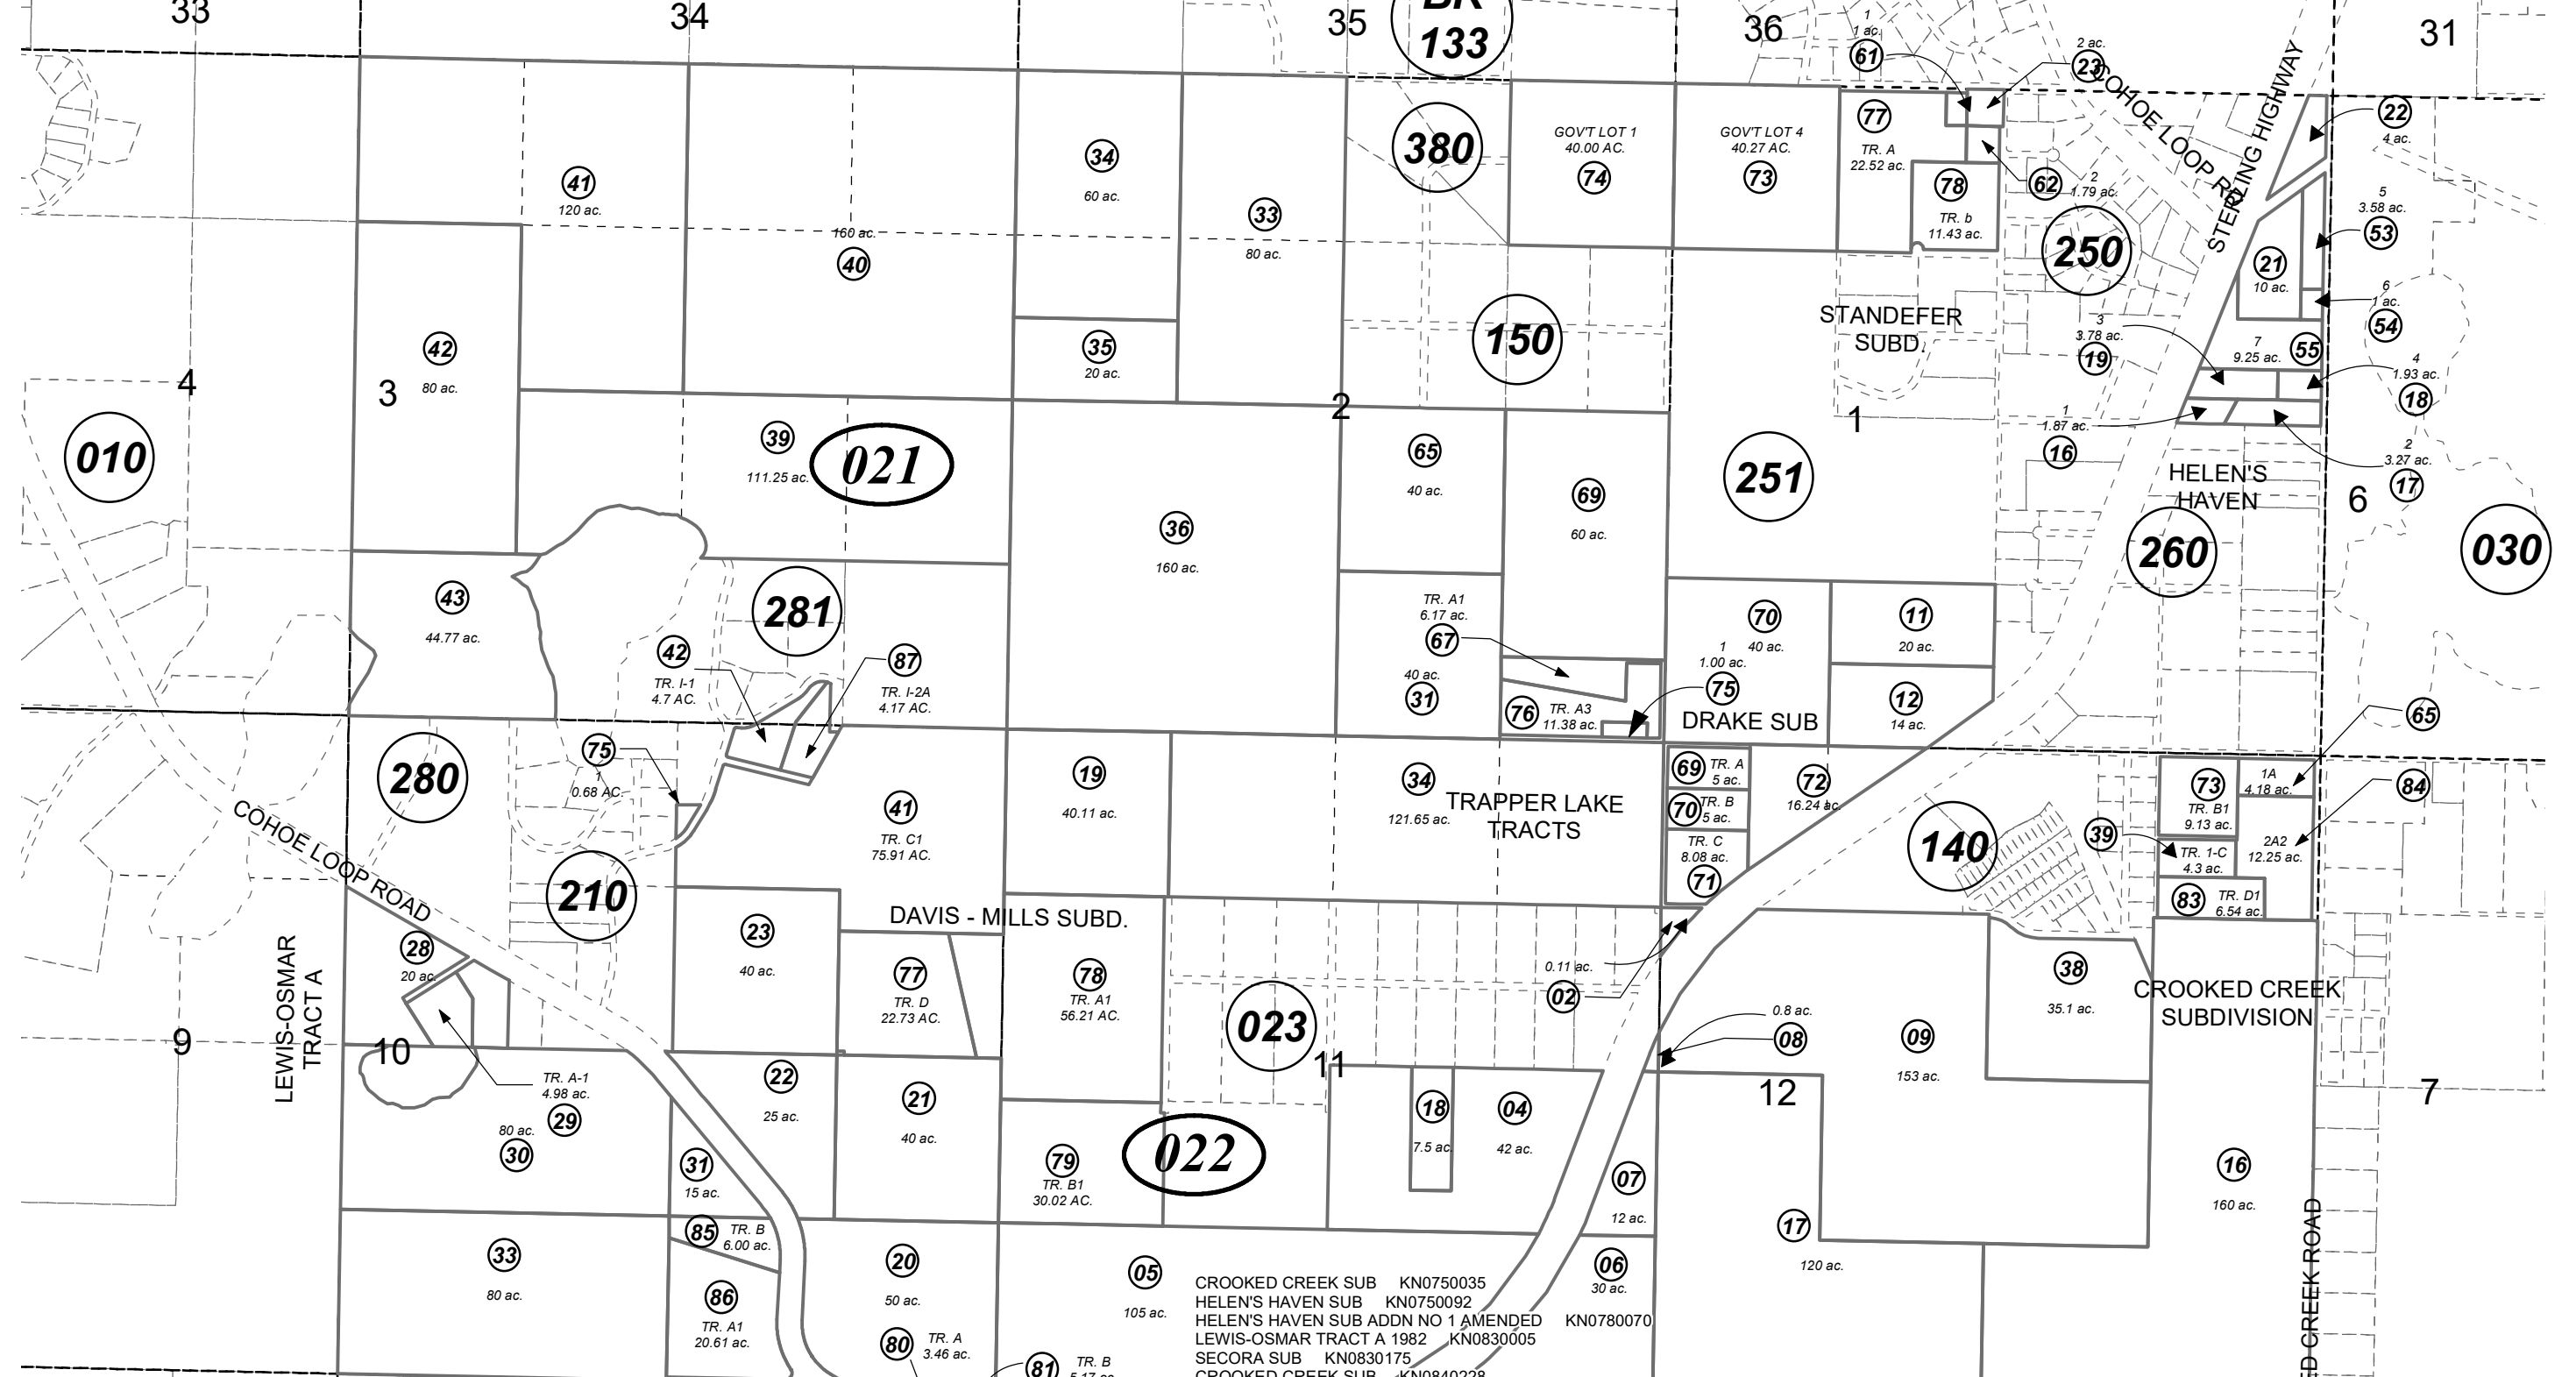 33
34
35
BK
133
36
31
1
1 ac.
61
2 ac.
23
COHOE LOOP RD
STERLING HIGHWAY
22
4 ac.
41
120 ac.
34
60 ac.
33
80 ac.
380
GOV'T LOT 1
40.00 AC.
74
GOV'T LOT 4
40.27 AC.
73
77
TR. A
22.52 ac.
78
TR. b
11.43 ac.
62
2
1.79 ac.
250
5
3.58 ac.
53
21
10 ac.
6
1 ac.
54
160 ac.
40
42
80 ac.
35
20 ac.
150
STANDEFER
SUBD.
3
3.78 ac.
19
7
9.25 ac.
55
4
1.93 ac.
18
4
3
2
1
1
1.87 ac.
16
2
3.27 ac.
17
010
39
111.25 ac.
021
65
40 ac.
69
60 ac.
251
HELEN'S
HAVEN
6
260
030
36
160 ac.
43
44.77 ac.
281
42
TR. I-1
4.7 AC.
87
TR. I-2A
4.17 AC.
TR. A1
6.17 ac.
67
40 ac.
31
76
TR. A3
11.38 ac.
70
40 ac.
1
1.00 ac.
75
DRAKE SUB
11
20 ac.
12
14 ac.
65
280
75
1
0.68 AC.
41
TR. C1
75.91 AC.
19
40.11 ac.
34
121.65 ac.
TRAPPER LAKE
TRACTS
69
TR. A
5 ac.
70
TR. B
5 ac.
TR. C
8.08 ac.
71
72
16.24 ac.
140
39
73
TR. B1
9.13 ac.
1A
4.18 ac.
84
2A2
12.25 ac.
TR. 1-C
4.3 ac.
83
TR. D1
6.54 ac.
COHOE LOOP ROAD
210
23
40 ac.
DAVIS - MILLS SUBD.
77
TR. D
22.73 AC.
78
TR. A1
56.21 AC.
023
0.11 ac.
02
0.8 ac.
08
09
153 ac.
38
35.1 ac.
CROOKED CREEK
SUBDIVISION
28
20 ac.
LEWIS-OSMAR
TRACT A
9
10
11
12
7
TR. A-1
4.98 ac.
29
80 ac.
30
22
25 ac.
21
40 ac.
31
15 ac.
79
TR. B1
30.02 AC.
022
18
7.5 ac.
04
42 ac.
07
12 ac.
17
120 ac.
16
160 ac.
85
TR. B
6.00 ac.
33
80 ac.
86
TR. A1
20.61 ac.
20
50 ac.
80
TR. A
3.46 ac.
81
TR. B
5.17 ac.
05
105 ac.
06
30 ac.
ED CREEK ROAD
CROOKED CREEK SUB KN0750035
HELEN'S HAVEN SUB KN0750092
HELEN'S HAVEN SUB ADDN NO 1 AMENDED KN0780070
LEWIS-OSMAR TRACT A 1982 KN0830005
SECORA SUB KN0830175
CROOKED CREEK SUB KN0840228